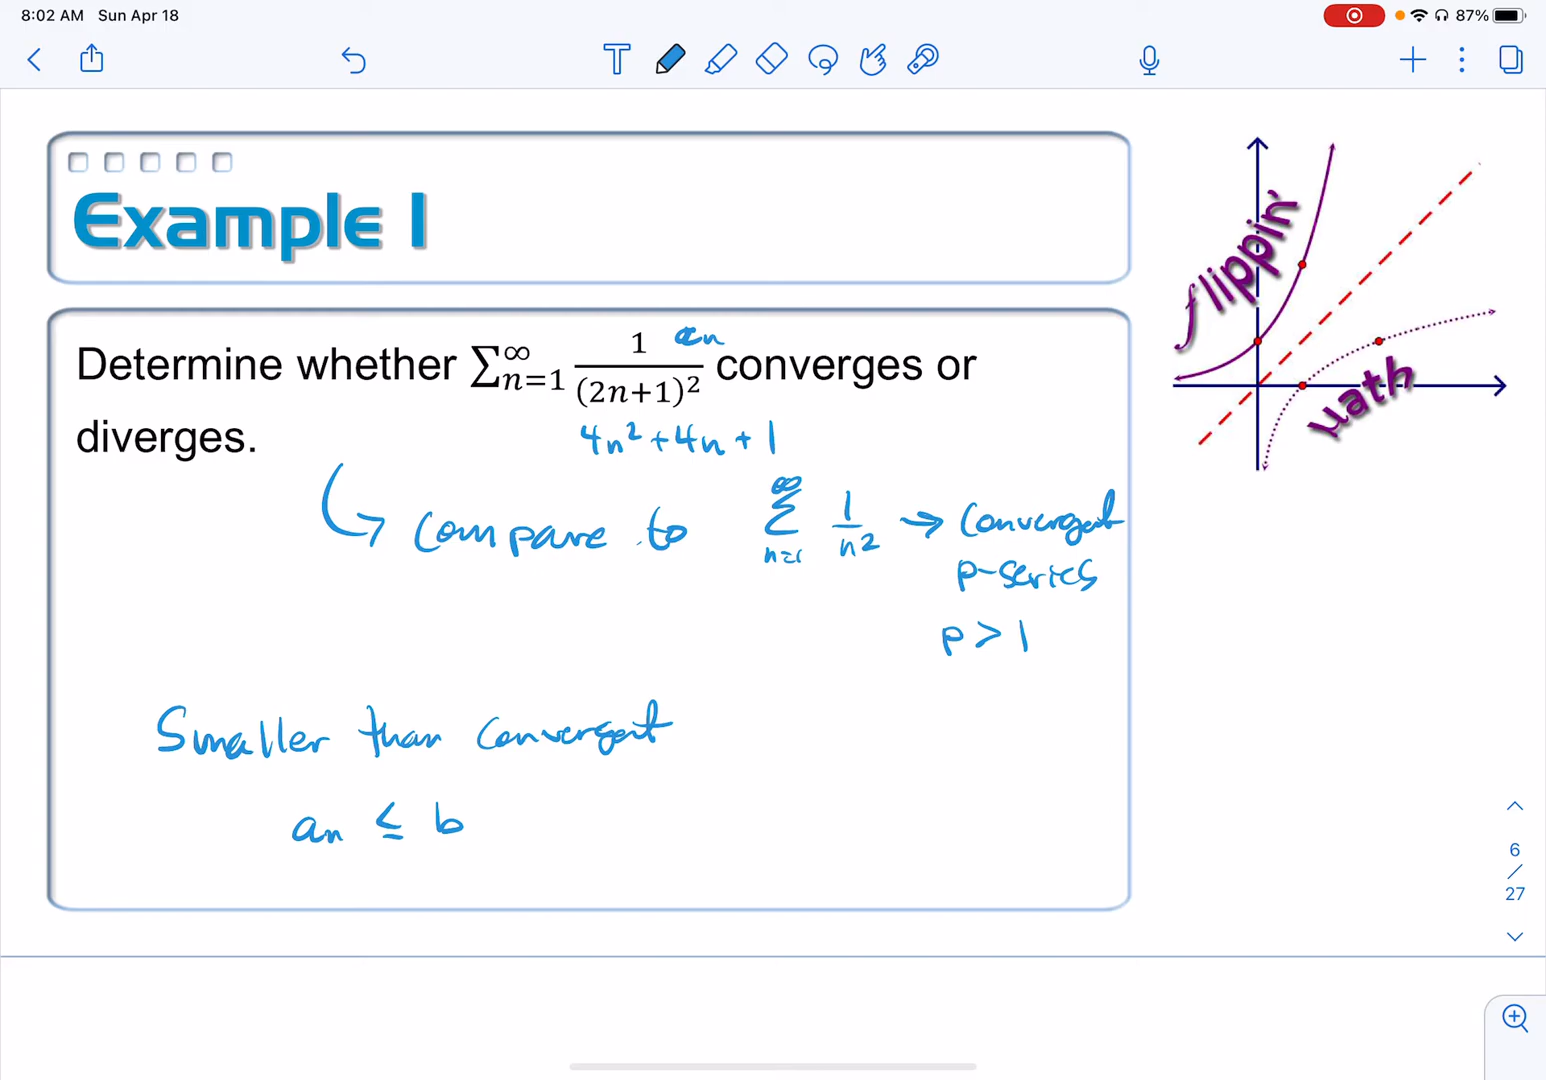 8:02 AM Sun Apr 18
87%
Example 1
flippin'
math
Determine whether ∑_{n=1}^{∞} 1/(2n+1)² converges or
an
diverges.
4n² + 4n + 1
compare to ∑_{n=1}^{∞} 1/n² → convergent
p-series
p > 1
Smaller than convergent
an ≤ b
6
/
27